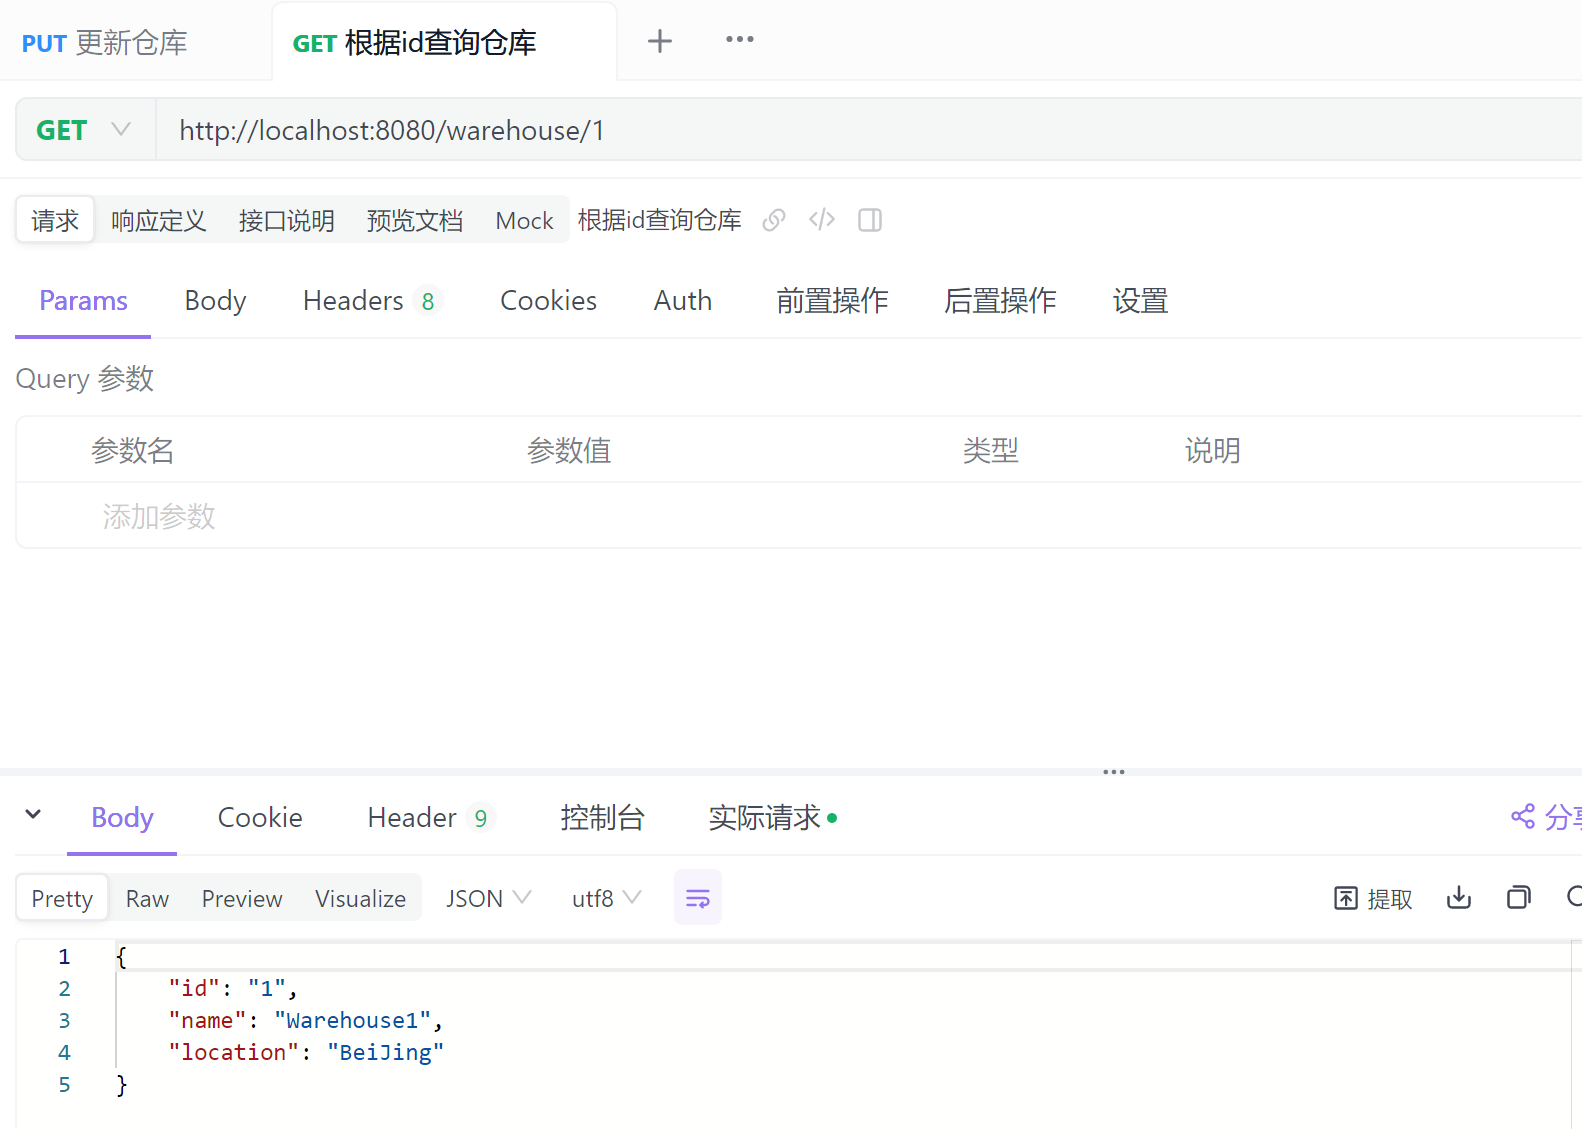 PUT 更新仓库
GET 根据id查询仓库
GET http://localhost:8080/warehouse/1
请求 响应定义 接口说明 预览文档 Mock 根据id查询仓库
Params Body Headers 8 Cookies Auth 前置操作 后置操作 设置
Query 参数
参数名 参数值 类型 说明
添加参数
Body Cookie Header 9 控制台 实际请求
Pretty Raw Preview Visualize JSON utf8 提取
1 {
2 "id": "1",
3 "name": "Warehouse1",
4 "location": "BeiJing"
5 }